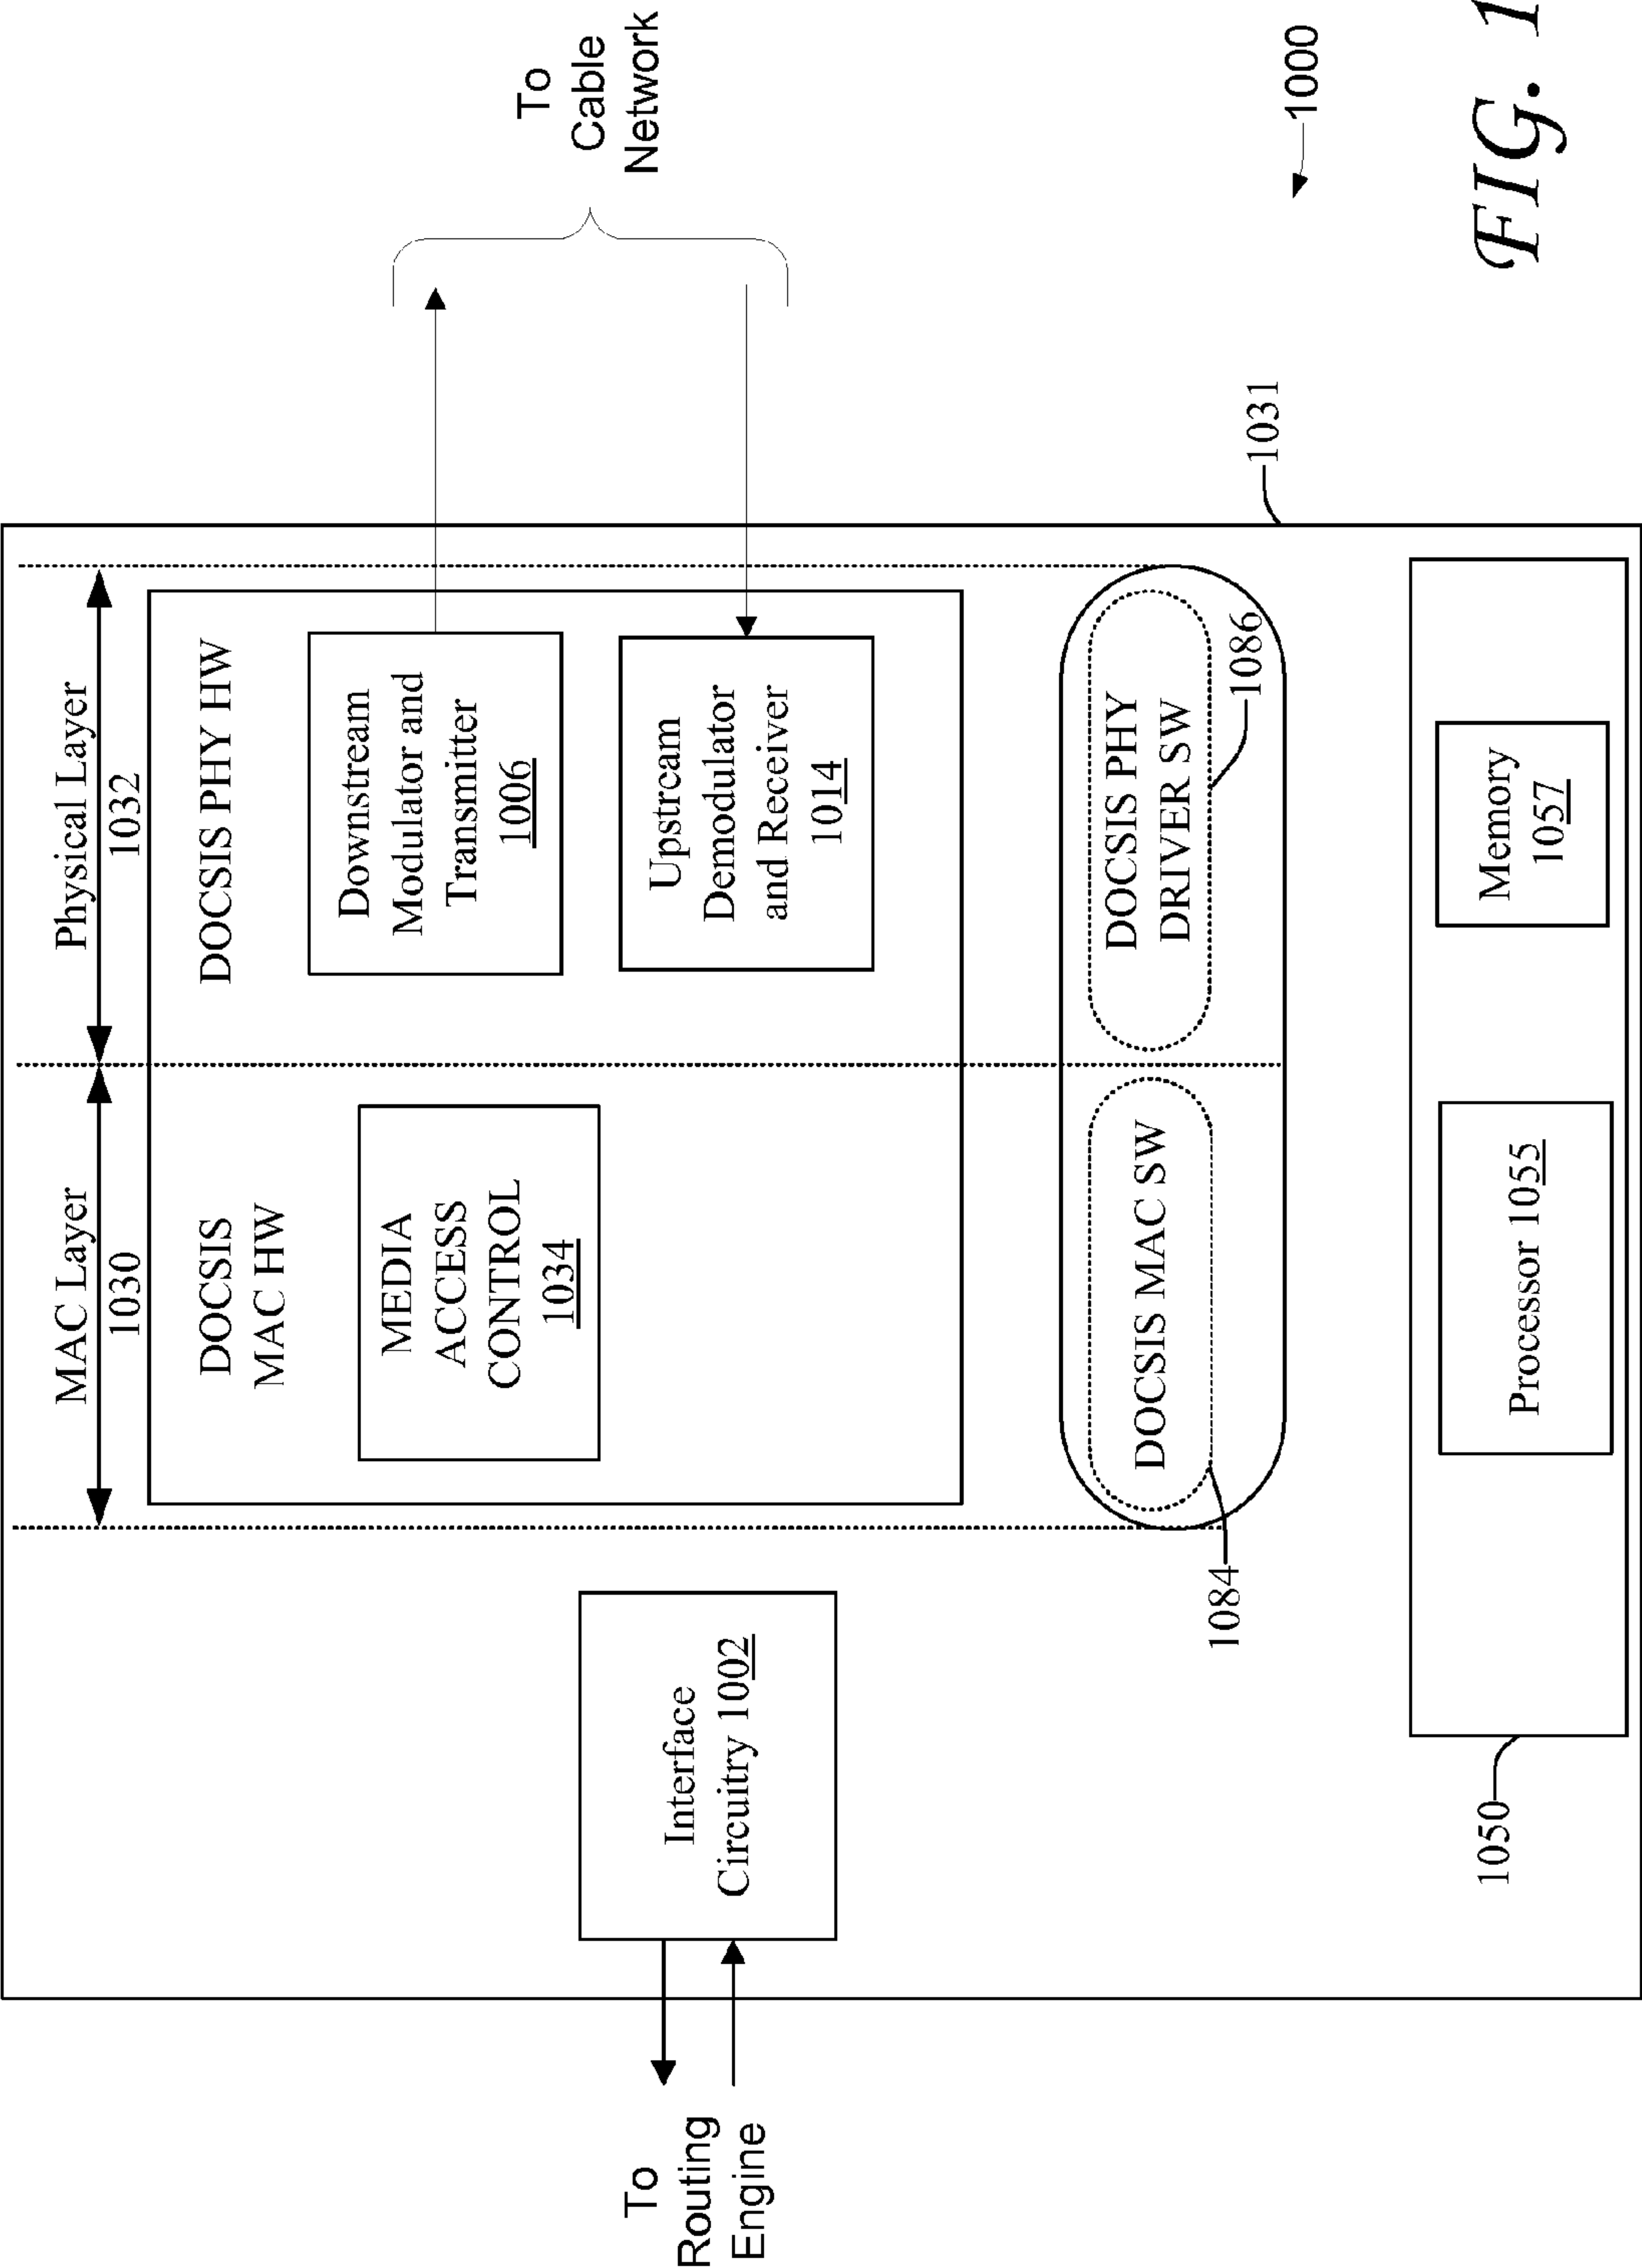 MAC Layer
1030
Physical Layer
1032
DOCSIS
MAC HW
DOCSIS PHY HW
MEDIA
ACCESS
CONTROL
1034
Downstream
Modulator and
Transmitter
1006
Upstream
Demodulator
and Receiver
1014
To
Cable
Network
Interface
Circuitry 1002
To
Routing
Engine
DOCSIS MAC SW
1084
DOCSIS PHY
DRIVER SW
1086
1031
1000
Processor 1055
Memory
1057
1050
FIG. 1